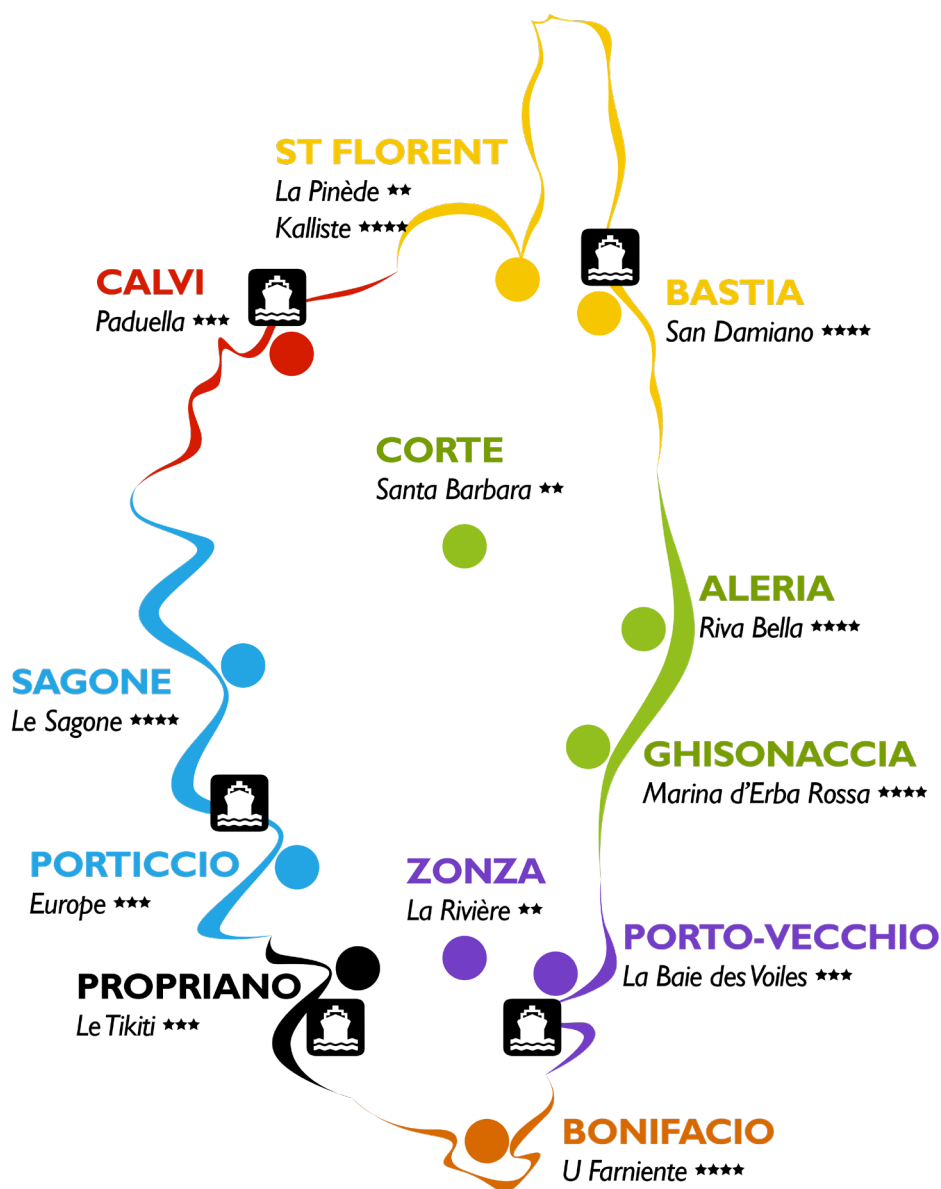 ST FLORENT
La Pinède ★★
Kalliste ★★★★
CALVI
Paduella ★★★
BASTIA
San Damiano ★★★★
CORTE
Santa Barbara ★★
ALERIA
Riva Bella ★★★★
SAGONE
Le Sagone ★★★★
GHISONACCIA
Marina d'Erba Rossa ★★★★
PORTICCIO
Europe ★★★
ZONZA
La Rivière ★★
PORTO-VECCHIO
La Baie des Voiles ★★★
PROPRIANO
Le Tikiti ★★★
BONIFACIO
U Farniente ★★★★